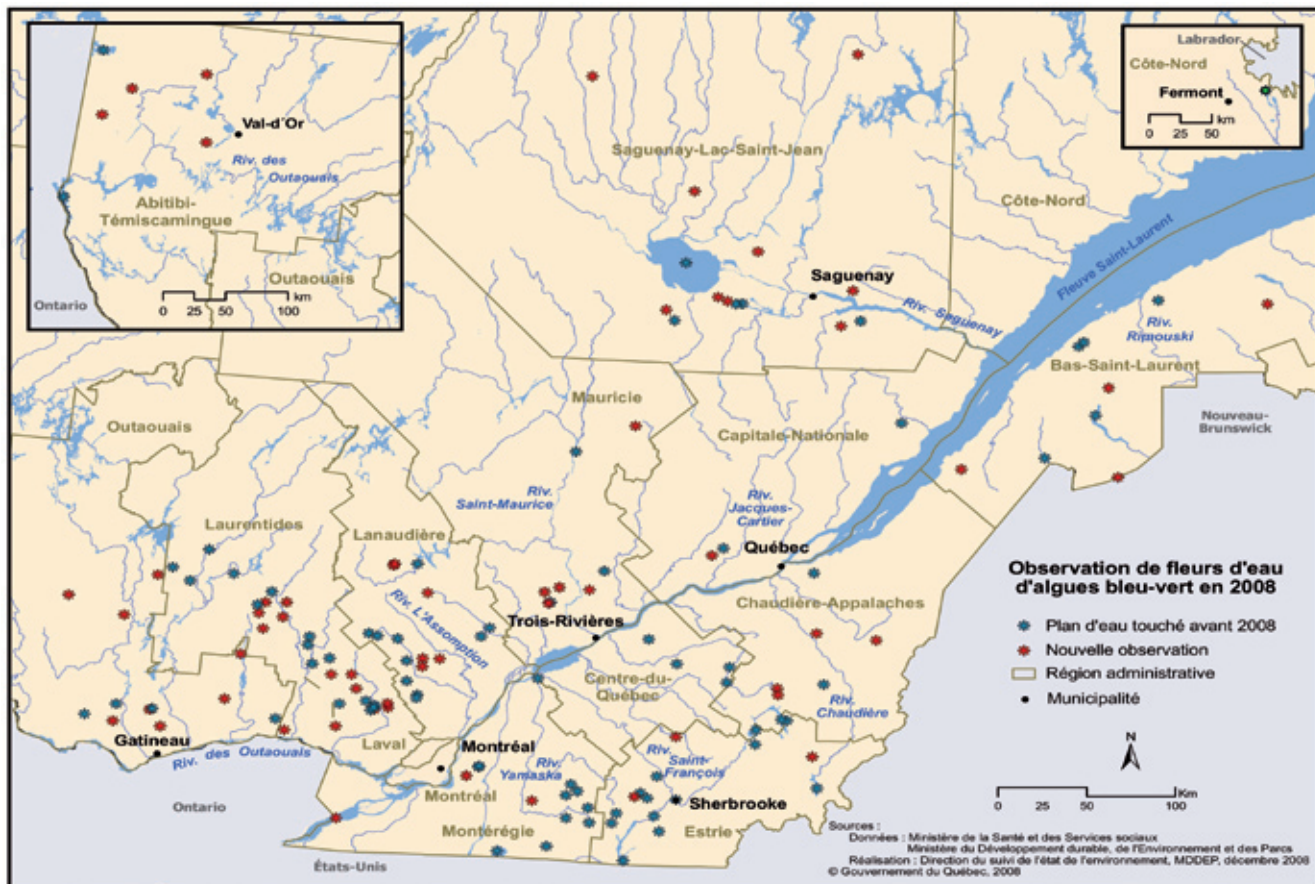 Val-d'Or
Riv. des
Outaouais
Abitibi-
Témiscamingue
Outaouais
Ontario
0 25 50 100
km
Labrador
Côte-Nord
Fermont
0 25 50
km
Saguenay-Lac-Saint-Jean
Côte-Nord
Fleuve Saint-Laurent
Saguenay
Riv. Saguenay
Riv.
Rimouski
Bas-Saint-Laurent
Nouveau-
Brunswick
Mauricie
Outaouais
Capitale-Nationale
Riv.
Saint-Maurice
Riv.
Jacques-
Cartier
Laurentides
Lanaudière
Québec
Riv. L'Assomption
Trois-Rivières
Chaudière-Appalaches
Centre-du-
Québec
Riv.
Chaudière
Gatineau
Riv. des Outaouais
Laval
Montréal
Riv.
Yamaska
Riv.
Saint-
François
Ontario
Montréal
Sherbrooke
Montérégie
Estrie
États-Unis
Observation de fleurs d'eau
d'algues bleu-vert en 2008
Plan d'eau touché avant 2008
Nouvelle observation
Région administrative
Municipalité
N
0 25 50 100 Km
Sources :
Données : Ministère de la Santé et des Services sociaux
Ministère du Développement durable, de l'Environnement et des Parcs
Réalisation : Direction du suivi de l'état de l'environnement, MDDEP, décembre 2008
© Gouvernement du Québec, 2008